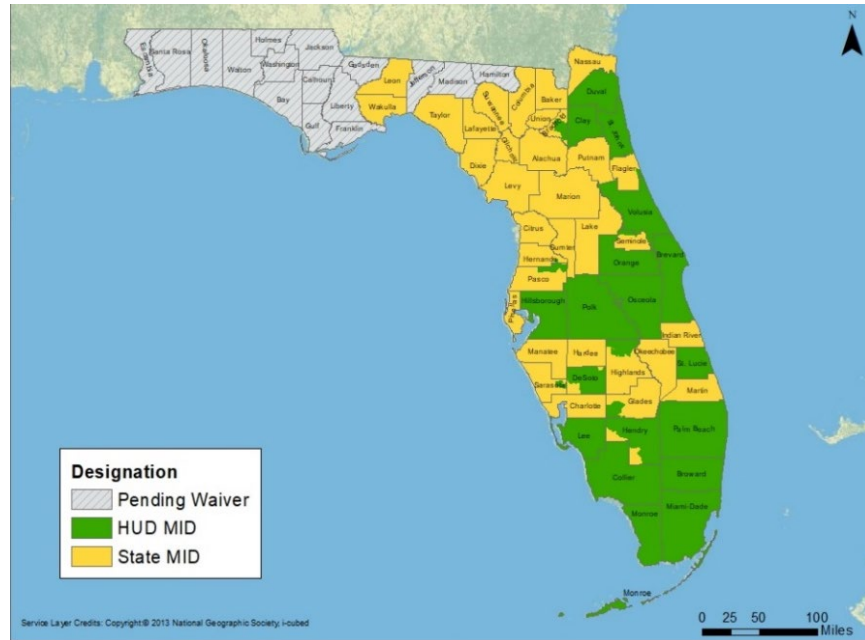 N
Nassau
Holmes
Jackson
Santa Rosa
Okaloosa
Escambia
Walton
Washington
Gadsden
Leon
Jefferson
Madison
Hamilton
Calhoun
Bay
Liberty
Gulf
Franklin
Wakulla
Taylor
Suwannee
Columbia
Baker
Union
Duval
Clay
Lafayette
Dixie
Alachua
Putnam
Flagler
Levy
Marion
Volusia
Citrus
Lake
Sumter
Seminole
Hernando
Orange
Brevard
Pasco
Hillsborough
Polk
Osceola
Indian River
Manatee
Hardee
Okeechobee
Highlands
St. Lucie
DeSoto
Sarasota
Martin
Charlotte
Glades
Lee
Hendry
Palm Beach
Collier
Broward
Monroe
Miami-Dade
Monroe
Designation
Pending Waiver
HUD MID
State MID
Service Layer Credits: Copyright:© 2013 National Geographic Society, i-cubed
0 25 50 100
Miles